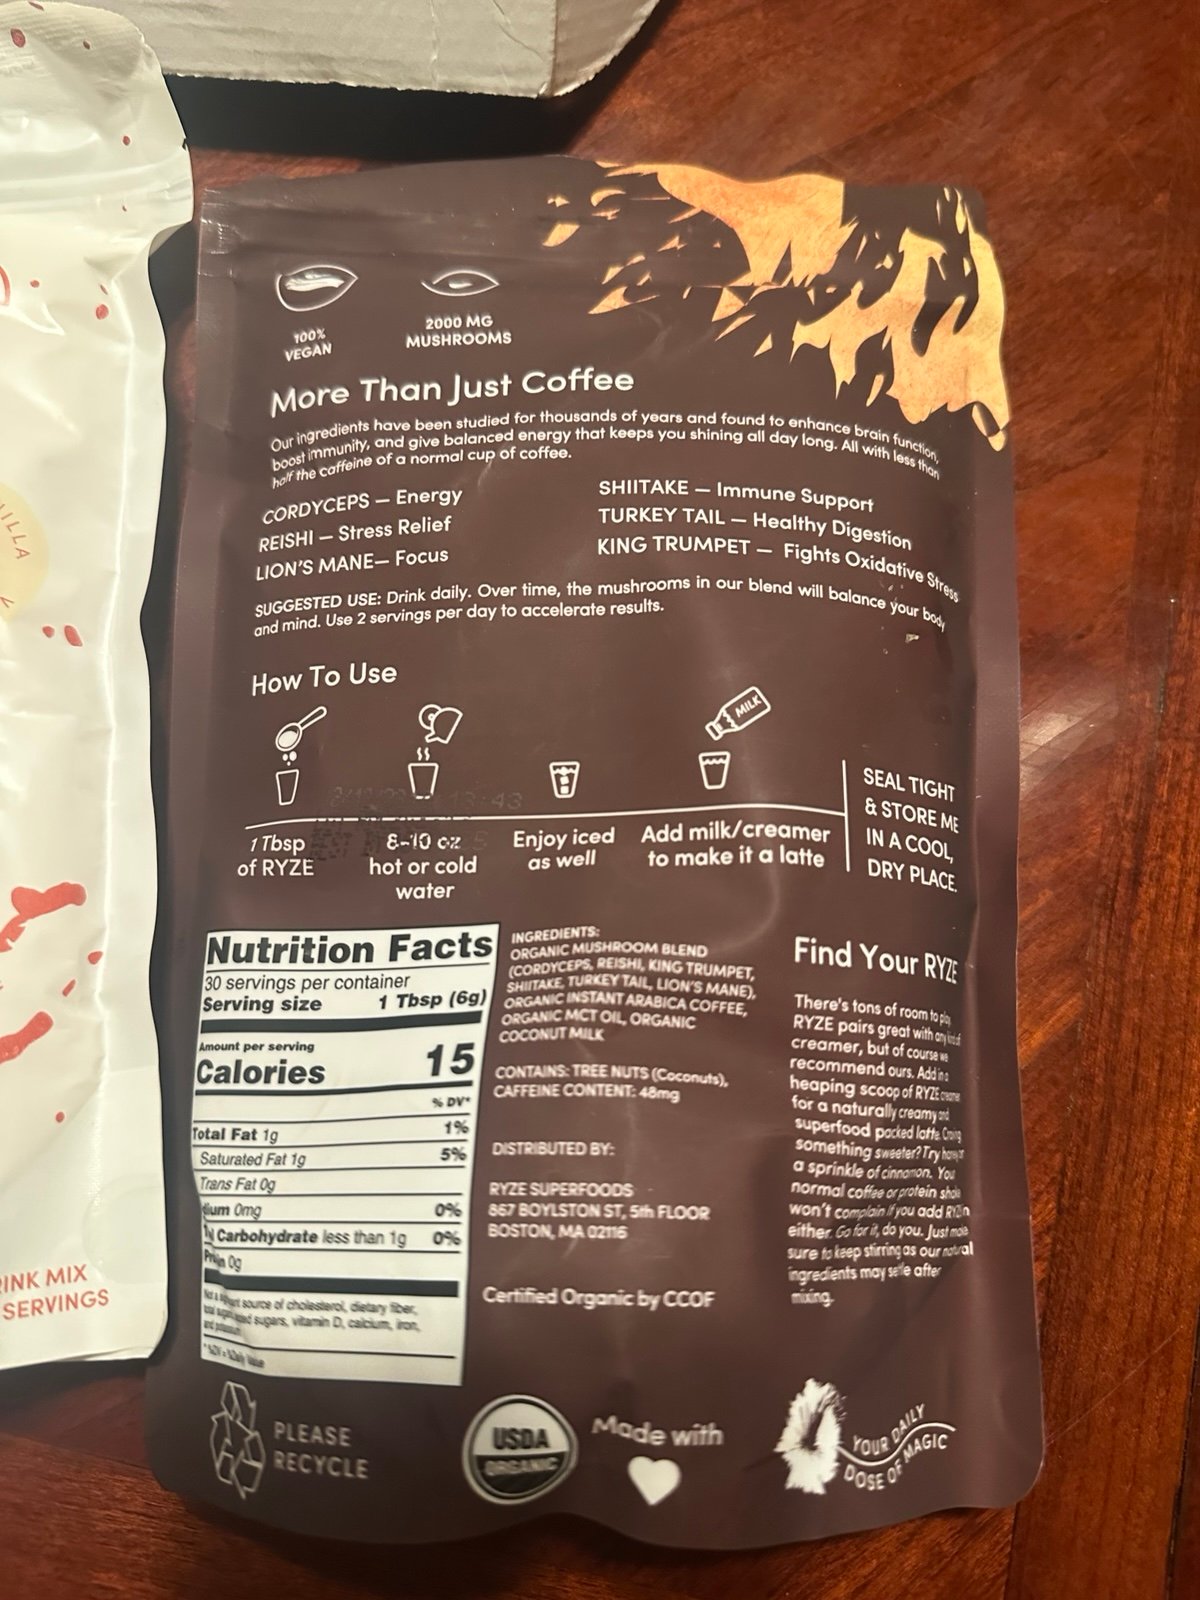 100%
VEGAN
2000 MG
MUSHROOMS
More Than Just Coffee
Our ingredients have been studied for thousands of years and found to enhance brain function,
boost immunity, and give balanced energy that keeps you shining all day long. All with less than
half the caffeine of a normal cup of coffee.
CORDYCEPS – Energy
REISHI – Stress Relief
LION'S MANE– Focus
SHIITAKE – Immune Support
TURKEY TAIL – Healthy Digestion
KING TRUMPET – Fights Oxidative Stress
SUGGESTED USE: Drink daily. Over time, the mushrooms in our blend will balance your body
and mind. Use 2 servings per day to accelerate results.
How To Use
MILK
1 Tbsp
of RYZE
8-10 oz
hot or cold
water
Enjoy iced
as well
Add milk/creamer
to make it a latte
SEAL TIGHT
& STORE ME
IN A COOL,
DRY PLACE.
Nutrition Facts
30 servings per container
Serving size 1 Tbsp (6g)
Amount per serving
Calories 15
% DV*
Total Fat 1g 1%
Saturated Fat 1g 5%
Trans Fat 0g
dium 0mg 0%
Carbohydrate less than 1g 0%
0g
source of cholesterol, dietary fiber,
sugars, vitamin D, calcium, iron,
INGREDIENTS:
ORGANIC MUSHROOM BLEND
(CORDYCEPS, REISHI, KING TRUMPET,
SHIITAKE, TURKEY TAIL, LION'S MANE),
ORGANIC INSTANT ARABICA COFFEE,
ORGANIC MCT OIL, ORGANIC
COCONUT MILK
CONTAINS: TREE NUTS (Coconuts),
CAFFEINE CONTENT: 48mg
DISTRIBUTED BY:
RYZE SUPERFOODS
867 BOYLSTON ST, 5th FLOOR
BOSTON, MA 02116
Certified Organic by CCOF
Find Your RYZE
There's tons of room to play
RYZE pairs great with any kind of
creamer, but of course we
recommend ours. Add in a
heaping scoop of RYZE creamer
for a naturally creamy and
superfood packed latte. Craving
something sweeter? Try honey or
a sprinkle of cinnamon. You
normal coffee or protein shake
won't complain if you add RYZE in
either. Go for it, do you. Just make
sure to keep stirring as our natural
ingredients may settle after
mixing.
PLEASE
RECYCLE
USDA
ORGANIC
Made with
YOUR DAILY
DOSE OF MAGIC
ILLA
INK MIX
SERVINGS